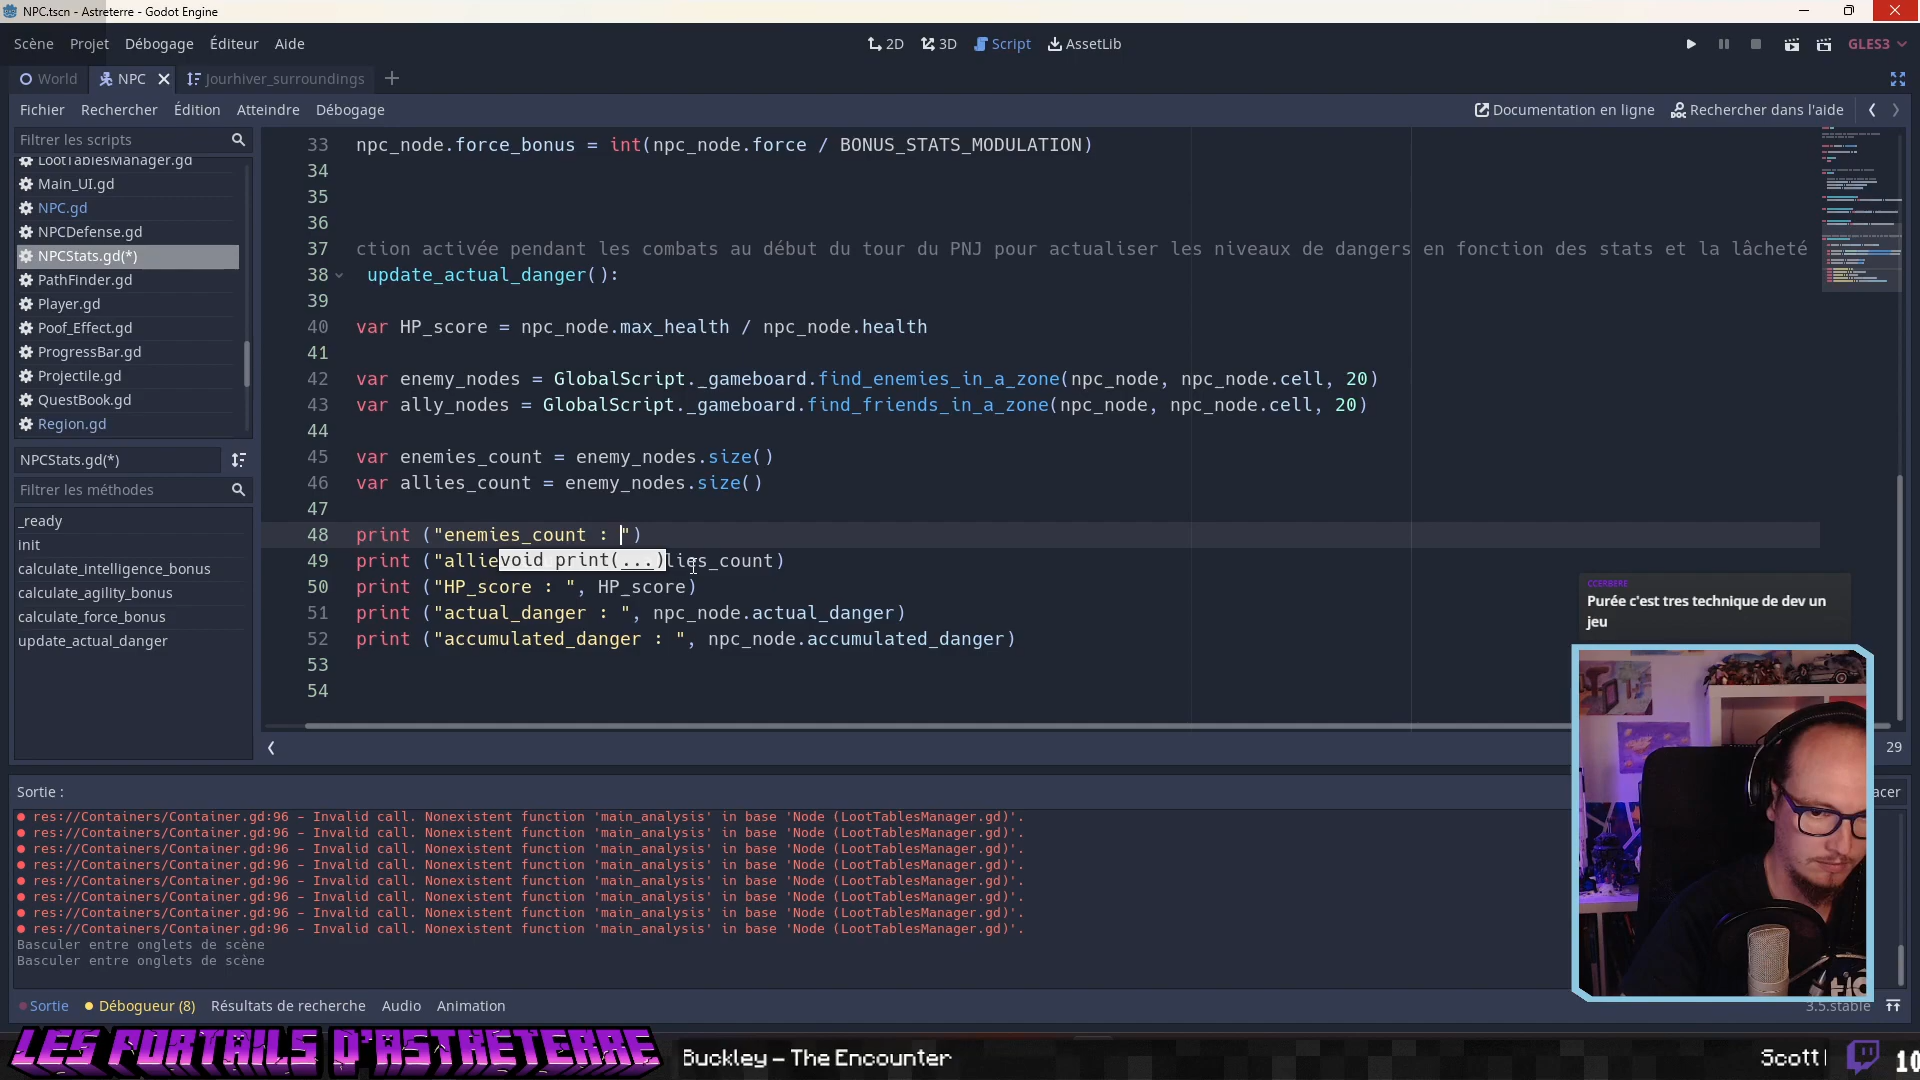 NPC.tscn - Astreterre - Godot Engine
Scène Projet Débogage Éditeur Aide
2D 3D Script AssetLib
GLES3
World NPC Jourhiver_surroundings
Fichier Rechercher Édition Atteindre Débogage
Documentation en ligne Rechercher dans l'aide
Filtrer les scripts
LootTablesManager.gd
Main_UI.gd
NPC.gd
NPCDefense.gd
NPCStats.gd(*)
PathFinder.gd
Player.gd
Poof_Effect.gd
ProgressBar.gd
Projectile.gd
QuestBook.gd
Region.gd
NPCStats.gd(*)
Filtrer les méthodes
_ready
init
calculate_intelligence_bonus
calculate_agility_bonus
calculate_force_bonus
update_actual_danger
33 npc_node.force_bonus = int(npc_node.force / BONUS_STATS_MODULATION)
34
35
36
37 ction activée pendant les combats au début du tour du PNJ pour actualiser les niveaux de dangers en fonction des stats et la lâcheté
38 update_actual_danger():
39
40 var HP_score = npc_node.max_health / npc_node.health
41
42 var enemy_nodes = GlobalScript._gameboard.find_enemies_in_a_zone(npc_node, npc_node.cell, 20)
43 var ally_nodes = GlobalScript._gameboard.find_friends_in_a_zone(npc_node, npc_node.cell, 20)
44
45 var enemies_count = enemy_nodes.size()
46 var allies_count = enemy_nodes.size()
47
48 print ("enemies_count : ")
49 print ("allie void print(...) lies_count)
50 print ("HP_score : ", HP_score)
51 print ("actual_danger : ", npc_node.actual_danger)
52 print ("accumulated_danger : ", npc_node.accumulated_danger)
53
54
29
CCERBERE
Purée c'est tres technique de dev un
jeu
Sortie :
acer
res://Containers/Container.gd:96 - Invalid call. Nonexistent function 'main_analysis' in base 'Node (LootTablesManager.gd)'.
res://Containers/Container.gd:96 - Invalid call. Nonexistent function 'main_analysis' in base 'Node (LootTablesManager.gd)'.
res://Containers/Container.gd:96 - Invalid call. Nonexistent function 'main_analysis' in base 'Node (LootTablesManager.gd)'.
res://Containers/Container.gd:96 - Invalid call. Nonexistent function 'main_analysis' in base 'Node (LootTablesManager.gd)'.
res://Containers/Container.gd:96 - Invalid call. Nonexistent function 'main_analysis' in base 'Node (LootTablesManager.gd)'.
res://Containers/Container.gd:96 - Invalid call. Nonexistent function 'main_analysis' in base 'Node (LootTablesManager.gd)'.
res://Containers/Container.gd:96 - Invalid call. Nonexistent function 'main_analysis' in base 'Node (LootTablesManager.gd)'.
res://Containers/Container.gd:96 - Invalid call. Nonexistent function 'main_analysis' in base 'Node (LootTablesManager.gd)'.
Basculer entre onglets de scène
Basculer entre onglets de scène
Sortie Débogueur (8) Résultats de recherche Audio Animation
3.5.stable
LES PORTAILS D'ASTRETERRE
Buckley – The Encounter
Scott
10